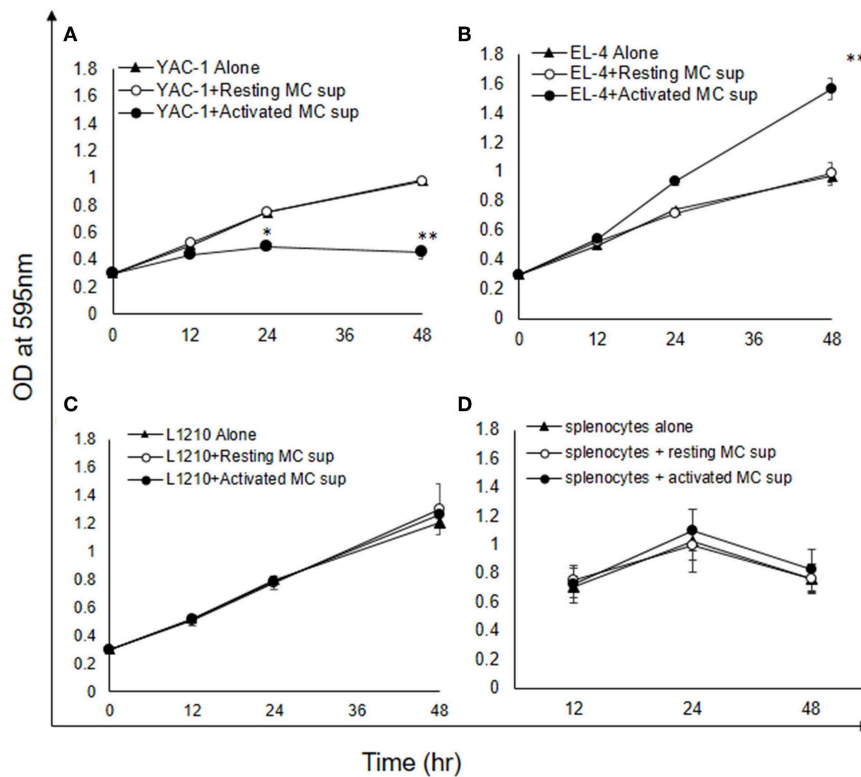 A
YAC-1 Alone
YAC-1+Resting MC sup
YAC-1+Activated MC sup
1.8
1.6
1.4
1.2
1
0.8
0.6
0.4
0.2
0
*
**
0 12 24 36 48
B
EL-4 Alone
EL-4+Resting MC sup
EL-4+Activated MC sup
1.8
1.6
1.4
1.2
1
0.8
0.6
0.4
0.2
0
**
0 12 24 36 48
C
L1210 Alone
L1210+Resting MC sup
L1210+Activated MC sup
1.8
1.6
1.4
1.2
1
0.8
0.6
0.4
0.2
0
0 12 24 36 48
D
splenocytes alone
splenocytes + resting MC sup
splenocytes + activated MC sup
1.8
1.6
1.4
1.2
1.0
0.8
0.6
0.4
0.2
0
12 24 48
OD at 595nm
Time (hr)